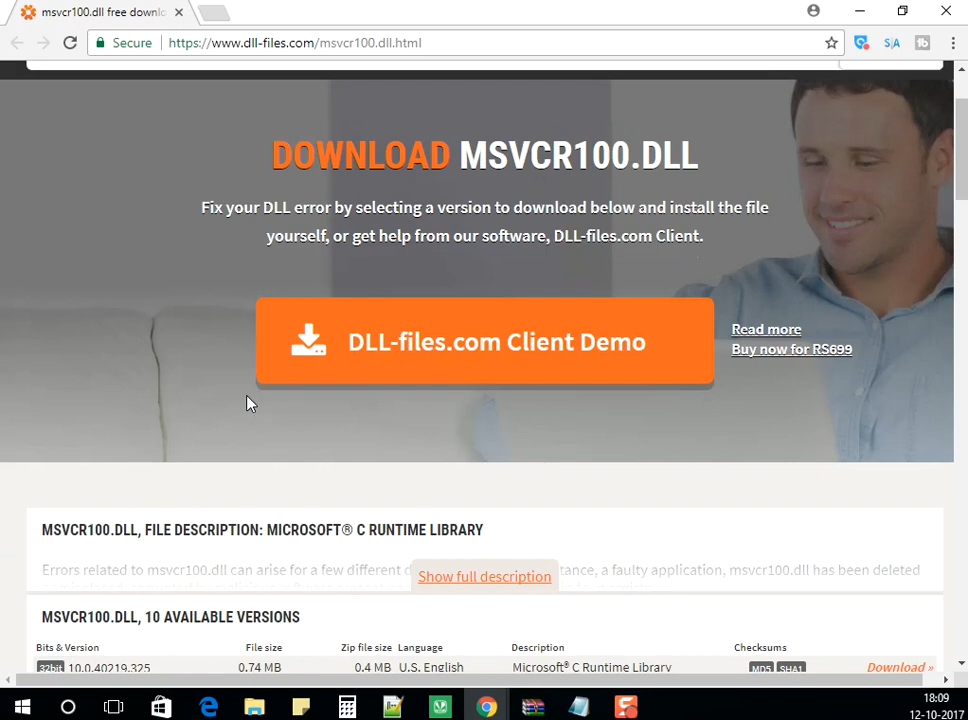 msvcr100.dll free downlo
Secure
https://www.dll-files.com/msvcr100.dll.html
S|A
DOWNLOAD MSVCR100.DLL
Fix your DLL error by selecting a version to download below and install the file
yourself, or get help from our software, DLL-files.com Client.
DLL-files.com Client Demo
Read more
Buy now for RS699
MSVCR100.DLL, FILE DESCRIPTION: MICROSOFT® C RUNTIME LIBRARY
Errors related to msvcr100.dll can arise for a few different tance, a faulty application, msvcr100.dll has been deleted
Show full description
MSVCR100.DLL, 10 AVAILABLE VERSIONS
Bits & Version File size Zip file size Language Description Checksums
32bit 10.0.40219.325 0.74 MB 0.4 MB U.S. English Microsoft® C Runtime Library MD5 SHA1 Download »
18:09
12-10-2017